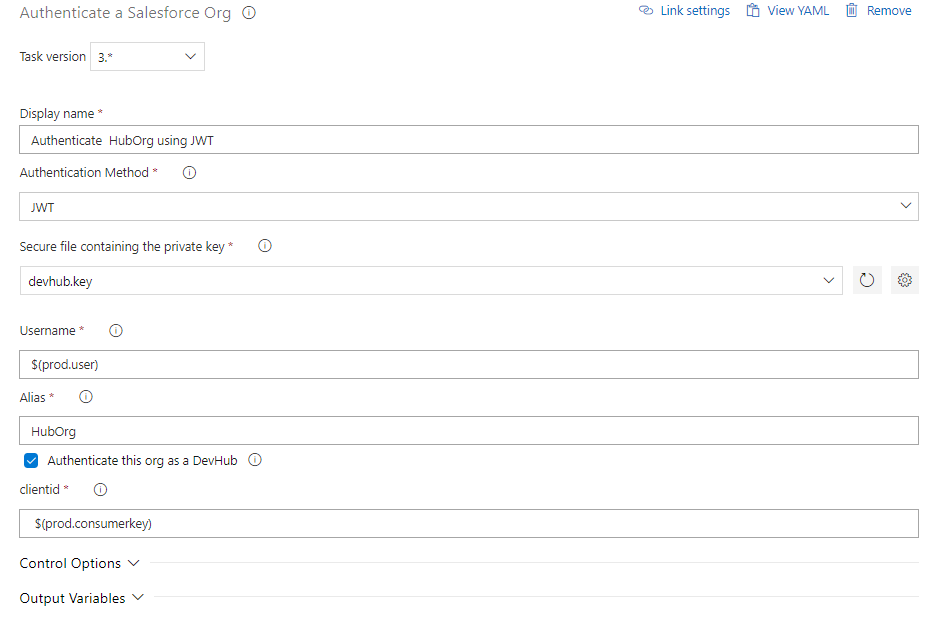 Authenticate a Salesforce Org
Link settings View YAML Remove
Task version 3.*
Display name *
Authenticate  HubOrg using JWT
Authentication Method *
JWT
Secure file containing the private key *
devhub.key
Username *
$(prod.user)
Alias *
HubOrg
Authenticate this org as a DevHub
clientid *
$(prod.consumerkey)
Control Options
Output Variables